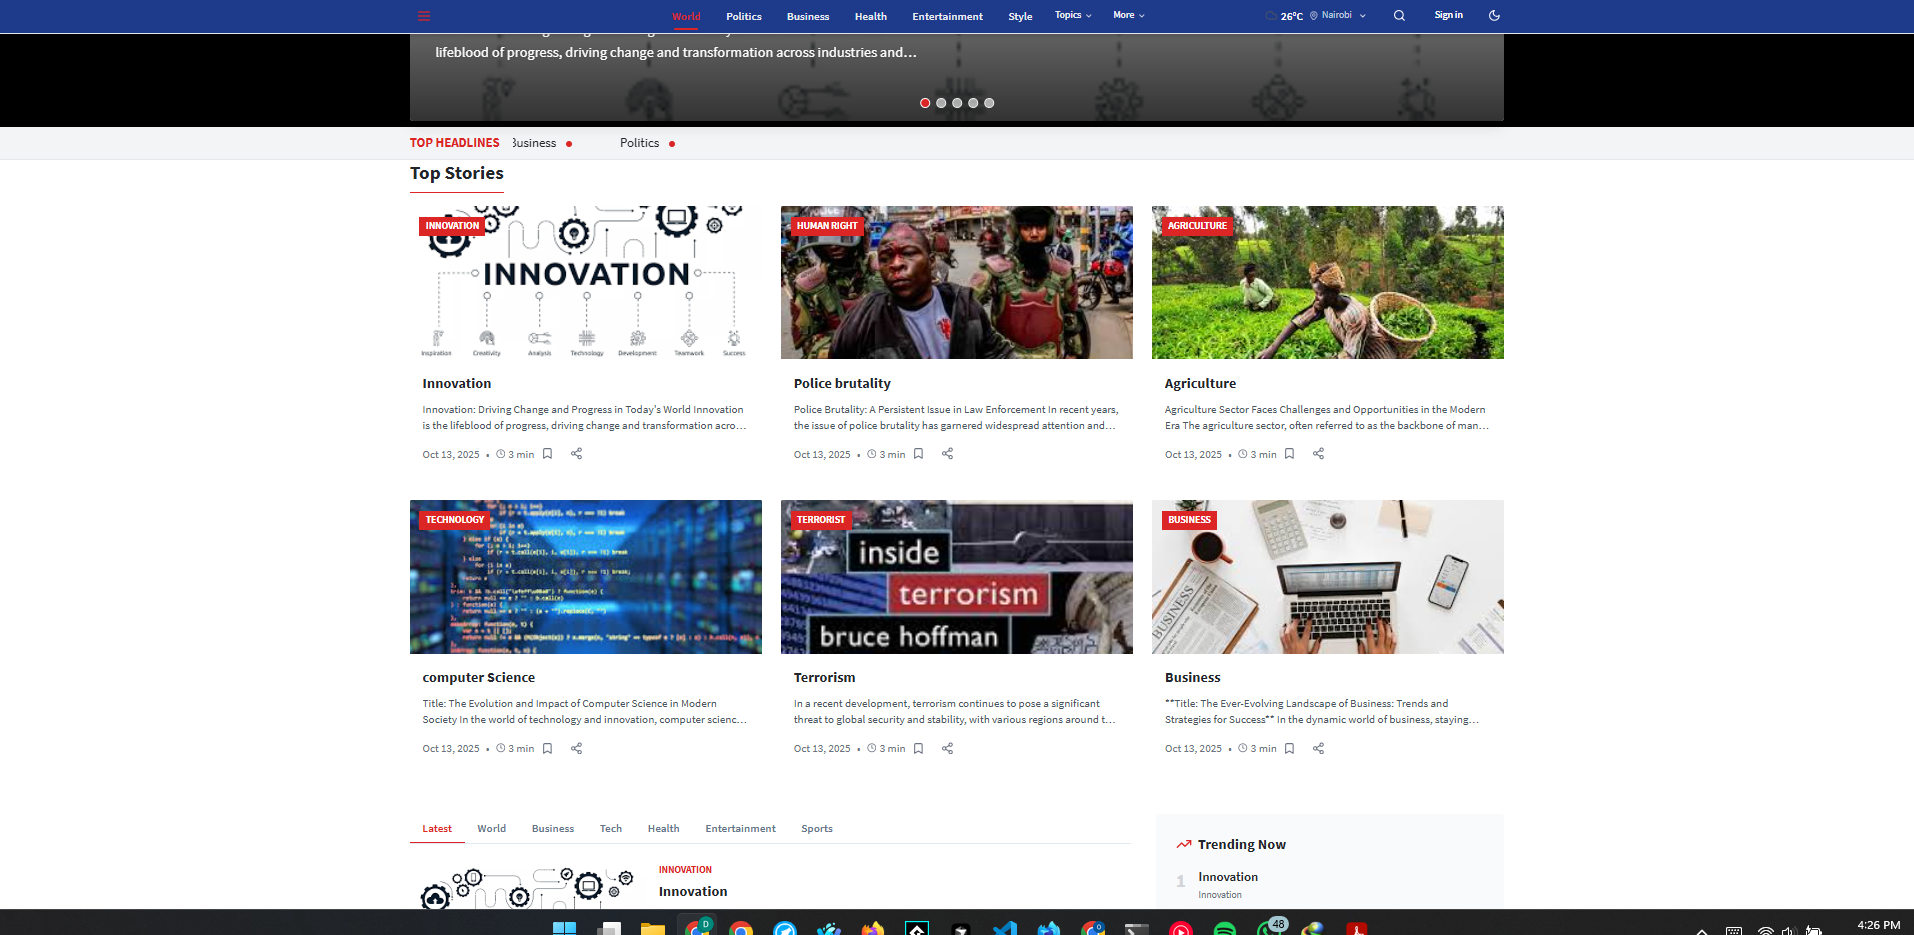 World Politics Business Health Entertainment Style Topics More 26°C Nairobi Sign in
lifeblood of progress, driving change and transformation across industries and...
TOP HEADLINES Business Politics
Top Stories
INNOVATION
INNOVATION
Inspiration Creativity Analysis Technology Development Teamwork Success
Innovation
Innovation: Driving Change and Progress in Today's World Innovation
is the lifeblood of progress, driving change and transformation acro...
Oct 13, 2025 • 3 min
HUMAN RIGHT
Police brutality
Police Brutality: A Persistent Issue in Law Enforcement In recent years,
the issue of police brutality has garnered widespread attention and...
Oct 13, 2025 • 3 min
AGRICULTURE
Agriculture
Agriculture Sector Faces Challenges and Opportunities in the Modern
Era The agriculture sector, often referred to as the backbone of man...
Oct 13, 2025 • 3 min
TECHNOLOGY
computer Science
Title: The Evolution and Impact of Computer Science in Modern
Society In the world of technology and innovation, computer scienc...
Oct 13, 2025 • 3 min
TERRORIST
inside
terrorism
bruce hoffman
Terrorism
In a recent development, terrorism continues to pose a significant
threat to global security and stability, with various regions around t...
Oct 13, 2025 • 3 min
BUSINESS
BUSINESS
Business
**Title: The Ever-Evolving Landscape of Business: Trends and
Strategies for Success** In the dynamic world of business, staying...
Oct 13, 2025 • 3 min
Latest World Business Tech Health Entertainment Sports
INNOVATION
Innovation
Trending Now
1 Innovation
Innovation
D
48
4:26 PM